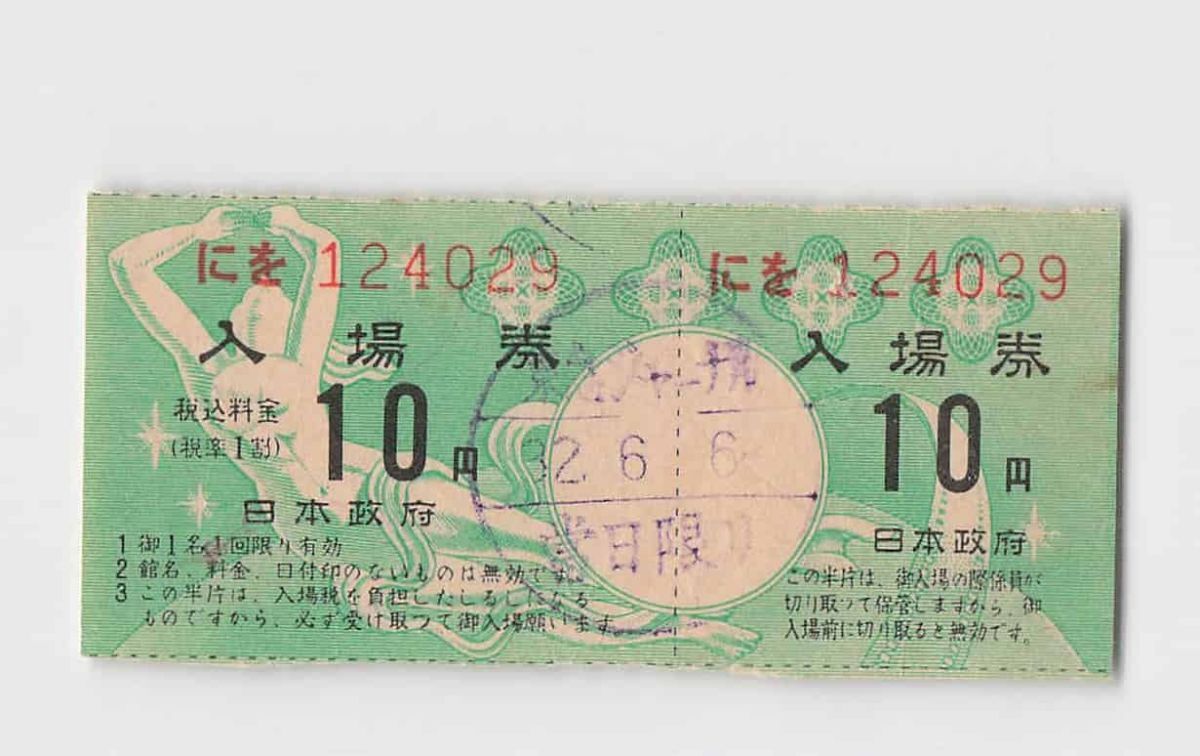 にを 124029
入場券
税込料金
(税率1割)
10円
日本政府
1 御1名1回限り有効
2 館名、料金、日付印のないものは無効です。
3 この半片は、入場税を負担したしるしになる
ものですから、必ず受け取つて御入場願います
にを 124029
入場券
10円
日本政府
この半片は、御入場の際係員が
切り取つて保管しますから、御
入場前に切り取ると無効です。
32 6 6
当日限り